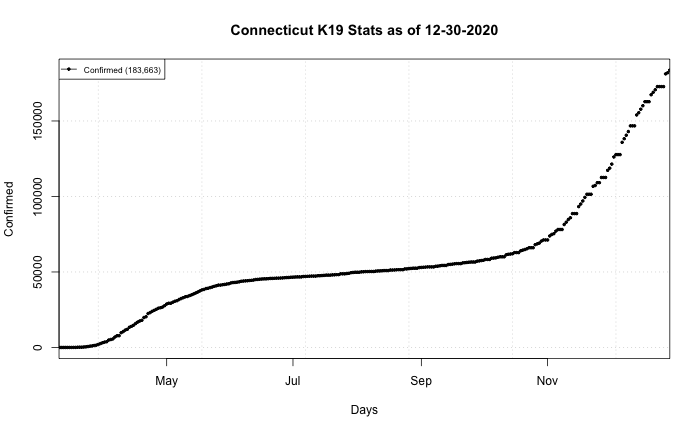 Connecticut K19 Stats as of 12-30-2020
Confirmed (183,663)
150000
100000
50000
0
Confirmed
May Jul Sep Nov
Days